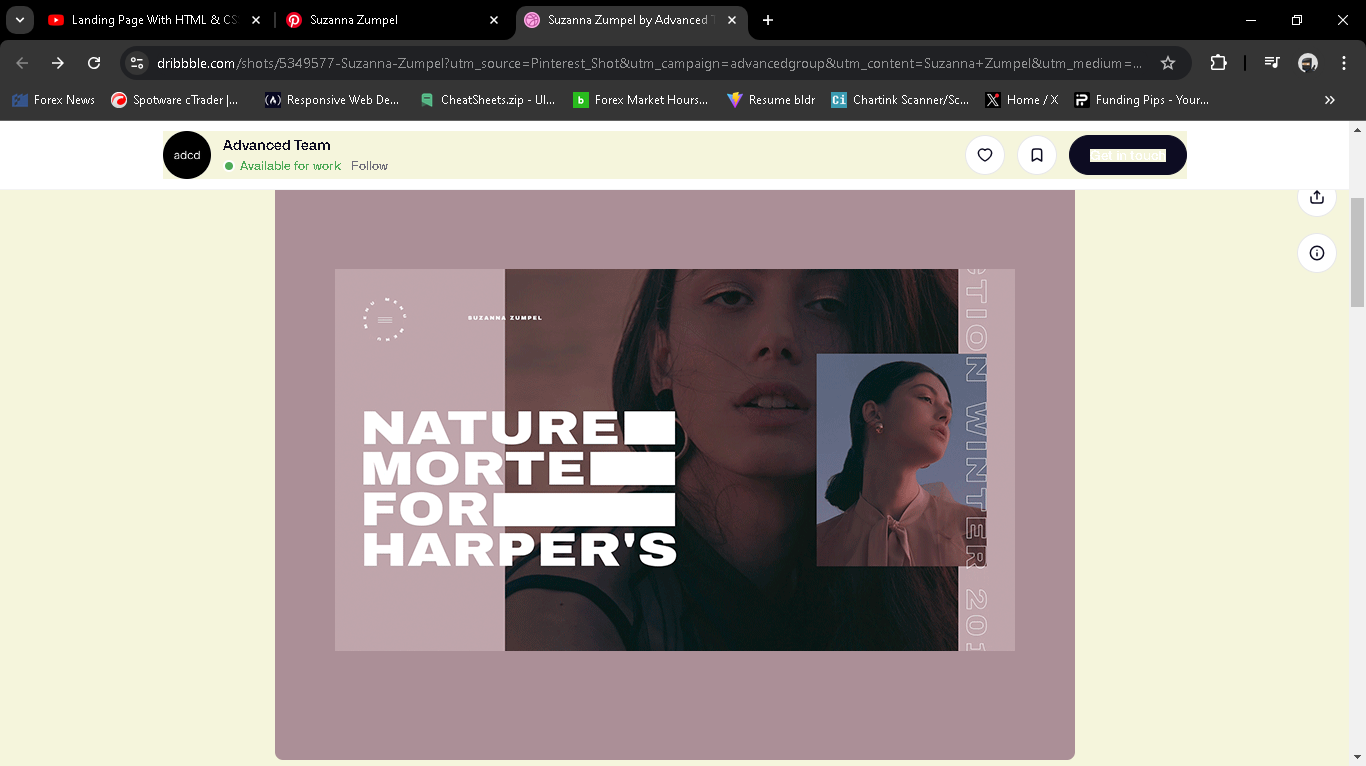 Landing Page With HTML & CS
Suzanna Zumpel
Suzanna Zumpel by Advanced T
dribbble.com/shots/5349577-Suzanna-Zumpel?utm_source=Pinterest_Shot&utm_campaign=advancedgroup&utm_content=Suzanna+Zumpel&utm_medium=...
Forex News
Spotware cTrader |...
Responsive Web De...
CheatSheets.zip - Ul...
Forex Market Hours...
Resume bldr
Chartink Scanner/Sc...
Home / X
Funding Pips - Your...
adcd
Advanced Team
Available for work Follow
Get in touch
SUZANNA ZUMPEL
NATURE
MORTE
FOR
HARPER'S
CTION WINTER 201